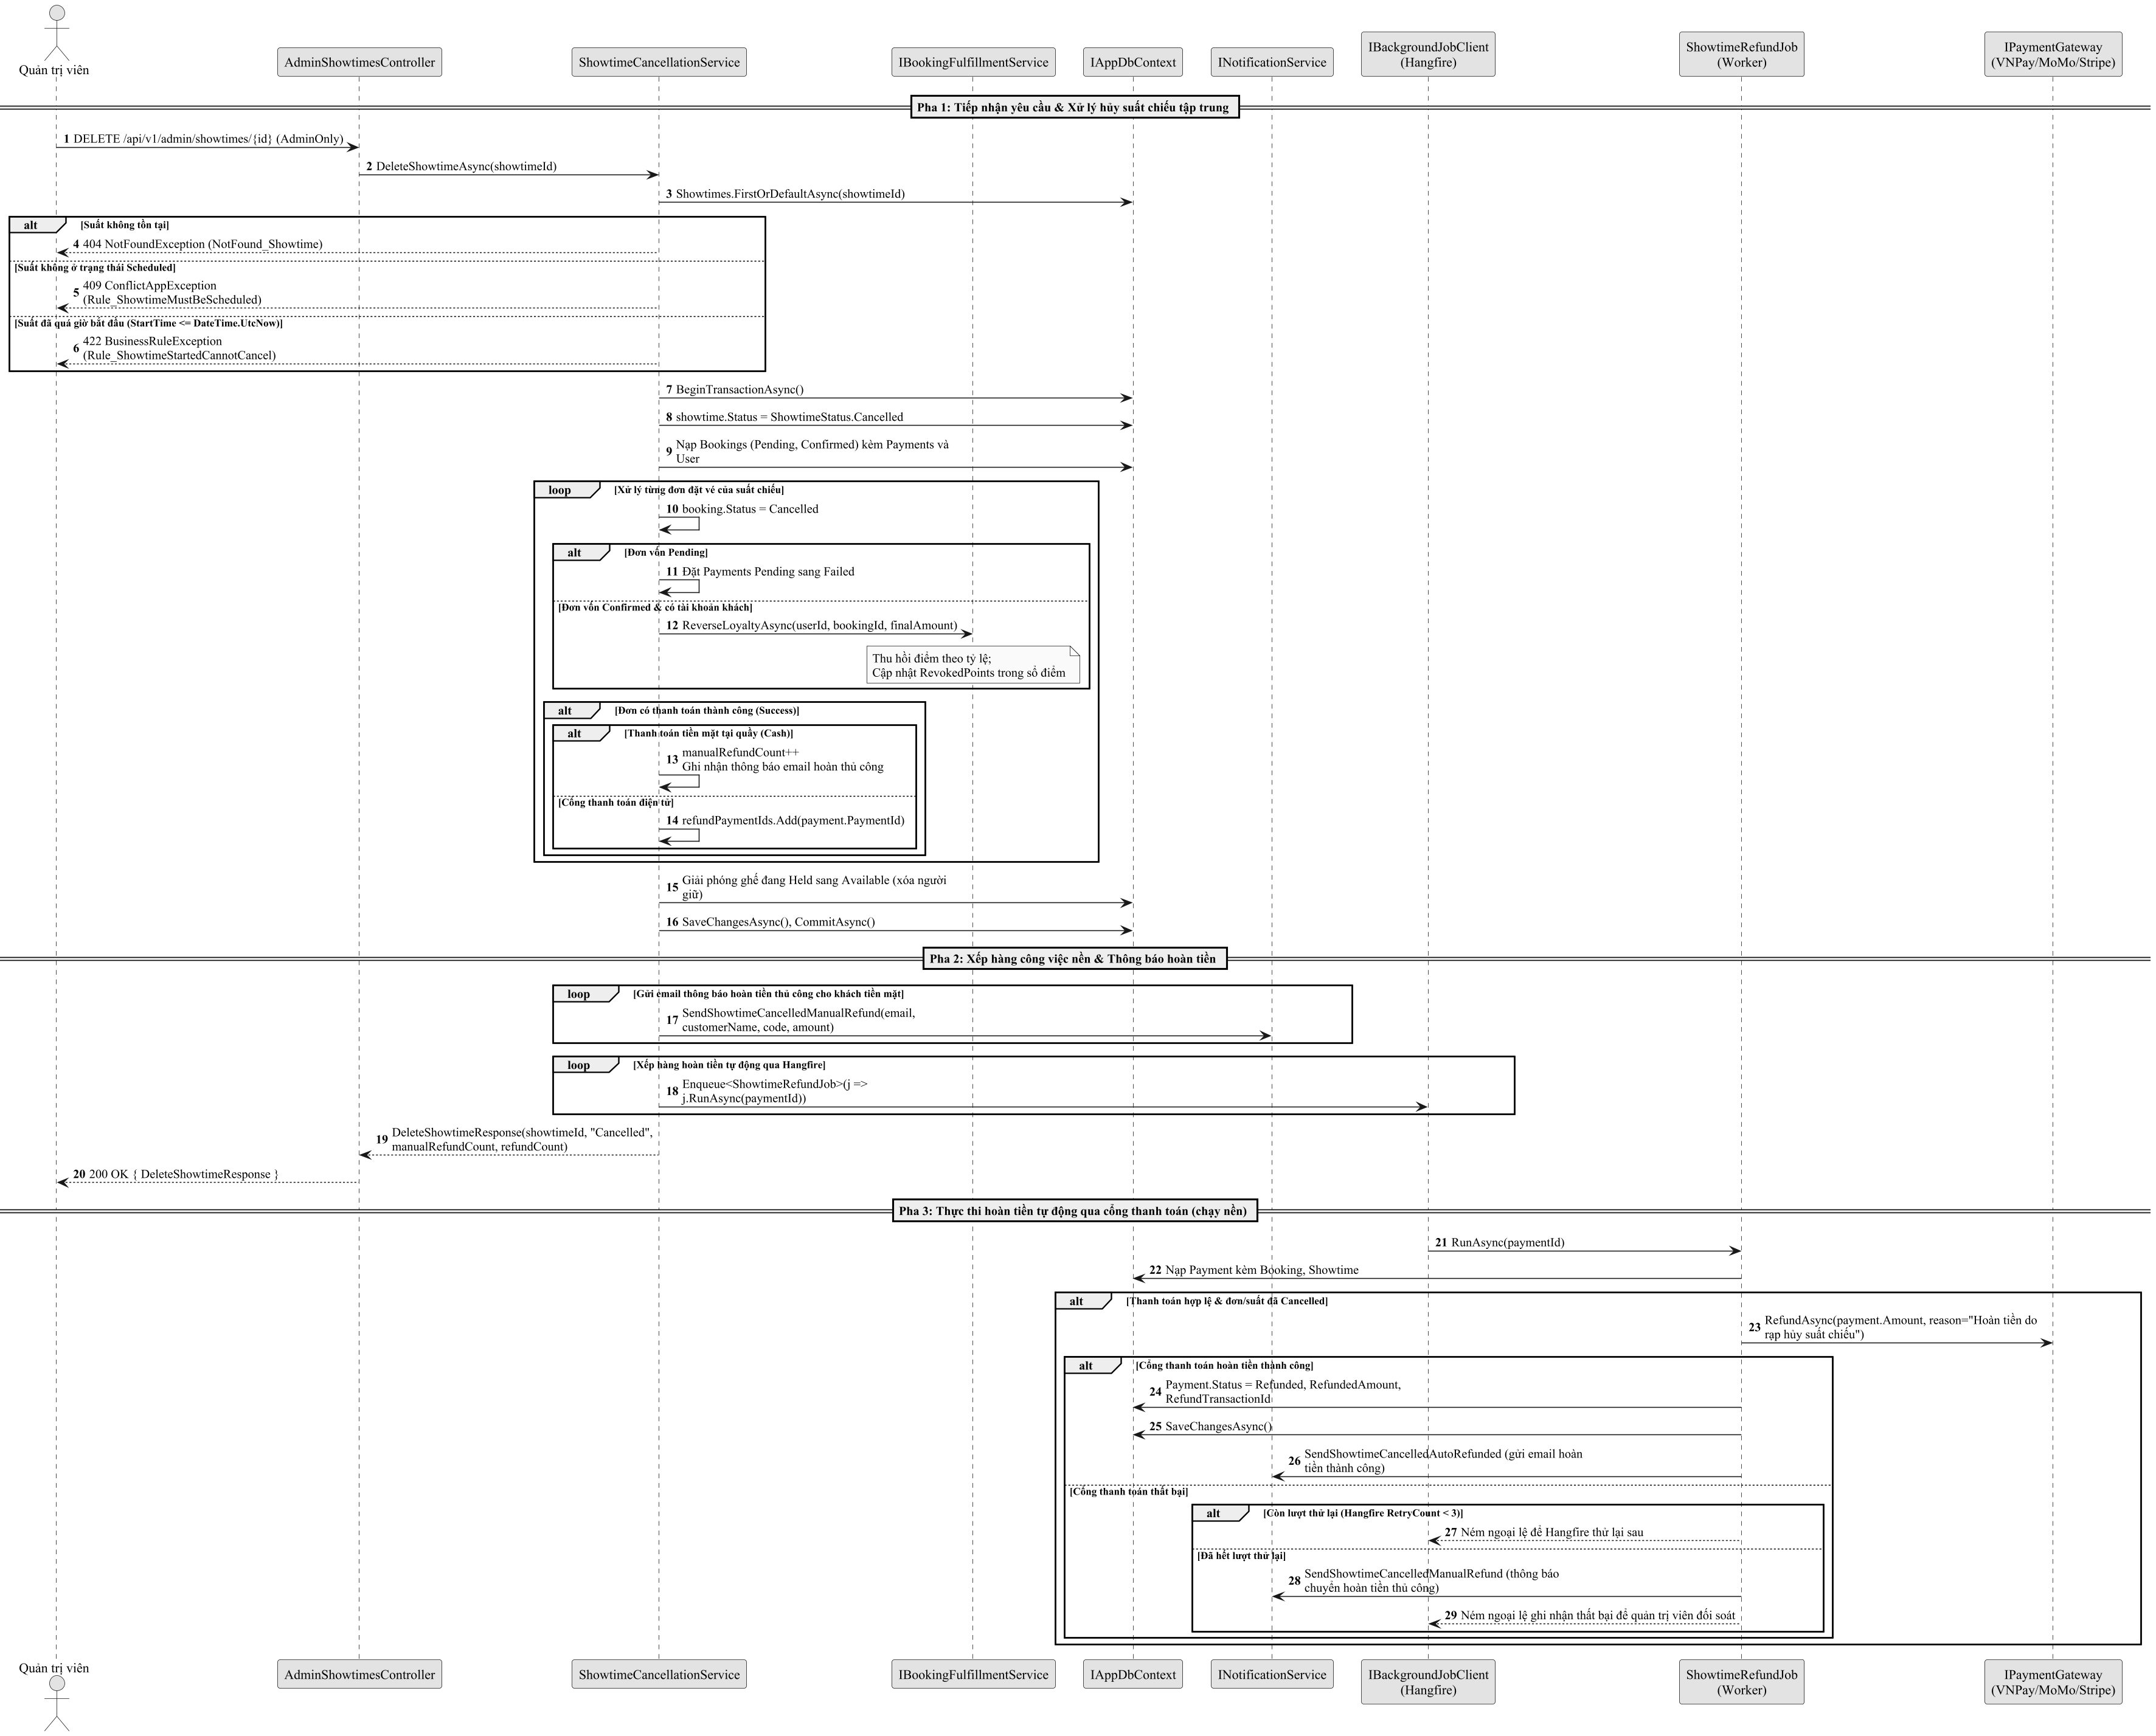 Quản trị viên
AdminShowtimesController
ShowtimeCancellationService
IBookingFulfillmentService
IAppDbContext
INotificationService
IBackgroundJobClient
(Hangfire)
ShowtimeRefundJob
(Worker)
IPaymentGateway
(VNPay/MoMo/Stripe)
Pha 1: Tiếp nhận yêu cầu & Xử lý hủy suất chiếu tập trung
1 DELETE /api/v1/admin/showtimes/{id} (AdminOnly)
2 DeleteShowtimeAsync(showtimeId)
3 Showtimes.FirstOrDefaultAsync(showtimeId)
alt [Suất không tồn tại]
4 404 NotFoundException (NotFound_Showtime)
[Suất không ở trạng thái Scheduled]
5 409 ConflictAppException
(Rule_ShowtimeMustBeScheduled)
[Suất đã quá giờ bắt đầu (StartTime <= DateTime.UtcNow)]
6 422 BusinessRuleException
(Rule_ShowtimeStartedCannotCancel)
7 BeginTransactionAsync()
8 showtime.Status = ShowtimeStatus.Cancelled
9 Nạp Bookings (Pending, Confirmed) kèm Payments và
User
loop [Xử lý từng đơn đặt vé của suất chiếu]
10 booking.Status = Cancelled
alt [Đơn vốn Pending]
11 Đặt Payments Pending sang Failed
[Đơn vốn Confirmed & có tài khoản khách]
12 ReverseLoyaltyAsync(userId, bookingId, finalAmount)
Thu hồi điểm theo tỷ lệ;
Cập nhật RevokedPoints trong sổ điểm
alt [Đơn có thanh toán thành công (Success)]
alt [Thanh toán tiền mặt tại quầy (Cash)]
13 manualRefundCount++
Ghi nhận thông báo email hoàn thủ công
[Cổng thanh toán điện tử]
14 refundPaymentIds.Add(payment.PaymentId)
15 Giải phóng ghế đang Held sang Available (xóa người
giữ)
16 SaveChangesAsync(), CommitAsync()
Pha 2: Xếp hàng công việc nền & Thông báo hoàn tiền
loop [Gửi email thông báo hoàn tiền thủ công cho khách tiền mặt]
17 SendShowtimeCancelledManualRefund(email,
customerName, code, amount)
loop [Xếp hàng hoàn tiền tự động qua Hangfire]
18 Enqueue<ShowtimeRefundJob>(j =>
j.RunAsync(paymentId))
19 DeleteShowtimeResponse(showtimeId, "Cancelled",
manualRefundCount, refundCount)
20 200 OK { DeleteShowtimeResponse }
Pha 3: Thực thi hoàn tiền tự động qua cổng thanh toán (chạy nền)
21 RunAsync(paymentId)
22 Nạp Payment kèm Booking, Showtime
alt [Thanh toán hợp lệ & đơn/suất đã Cancelled]
23 RefundAsync(payment.Amount, reason="Hoàn tiền do
rạp hủy suất chiếu")
alt [Cổng thanh toán hoàn tiền thành công]
24 Payment.Status = Refunded, RefundedAmount,
RefundTransactionId
25 SaveChangesAsync()
26 SendShowtimeCancelledAutoRefunded (gửi email hoàn
tiền thành công)
[Cổng thanh toán thất bại]
alt [Còn lượt thử lại (Hangfire RetryCount < 3)]
27 Ném ngoại lệ để Hangfire thử lại sau
[Đã hết lượt thử lại]
28 SendShowtimeCancelledManualRefund (thông báo
chuyển hoàn tiền thủ công)
29 Ném ngoại lệ ghi nhận thất bại để quản trị viên đối soát
Quản trị viên
AdminShowtimesController
ShowtimeCancellationService
IBookingFulfillmentService
IAppDbContext
INotificationService
IBackgroundJobClient
(Hangfire)
ShowtimeRefundJob
(Worker)
IPaymentGateway
(VNPay/MoMo/Stripe)